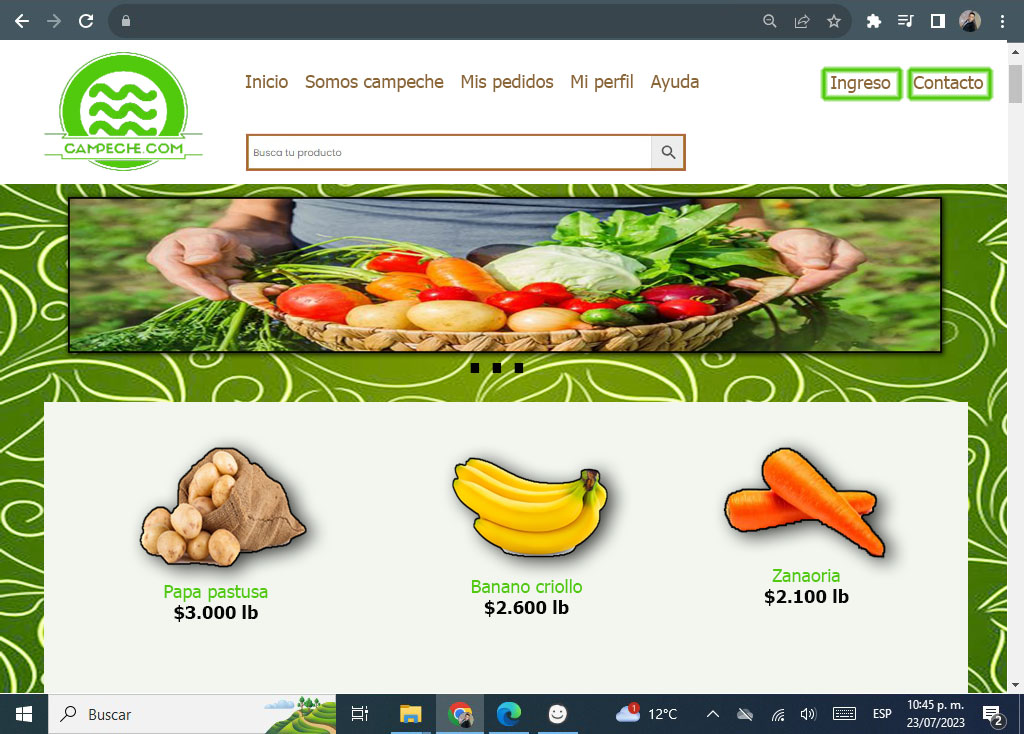 Inicio Somos campeche Mis pedidos Mi perfil Ayuda
Ingreso Contacto
CAMPECHE.COM
Busca tu producto
Papa pastusa
$3.000 lb
Banano criollo
$2.600 lb
Zanaoria
$2.100 lb
Buscar
1
12°C
ESP
10:45 p. m.
23/07/2023
2